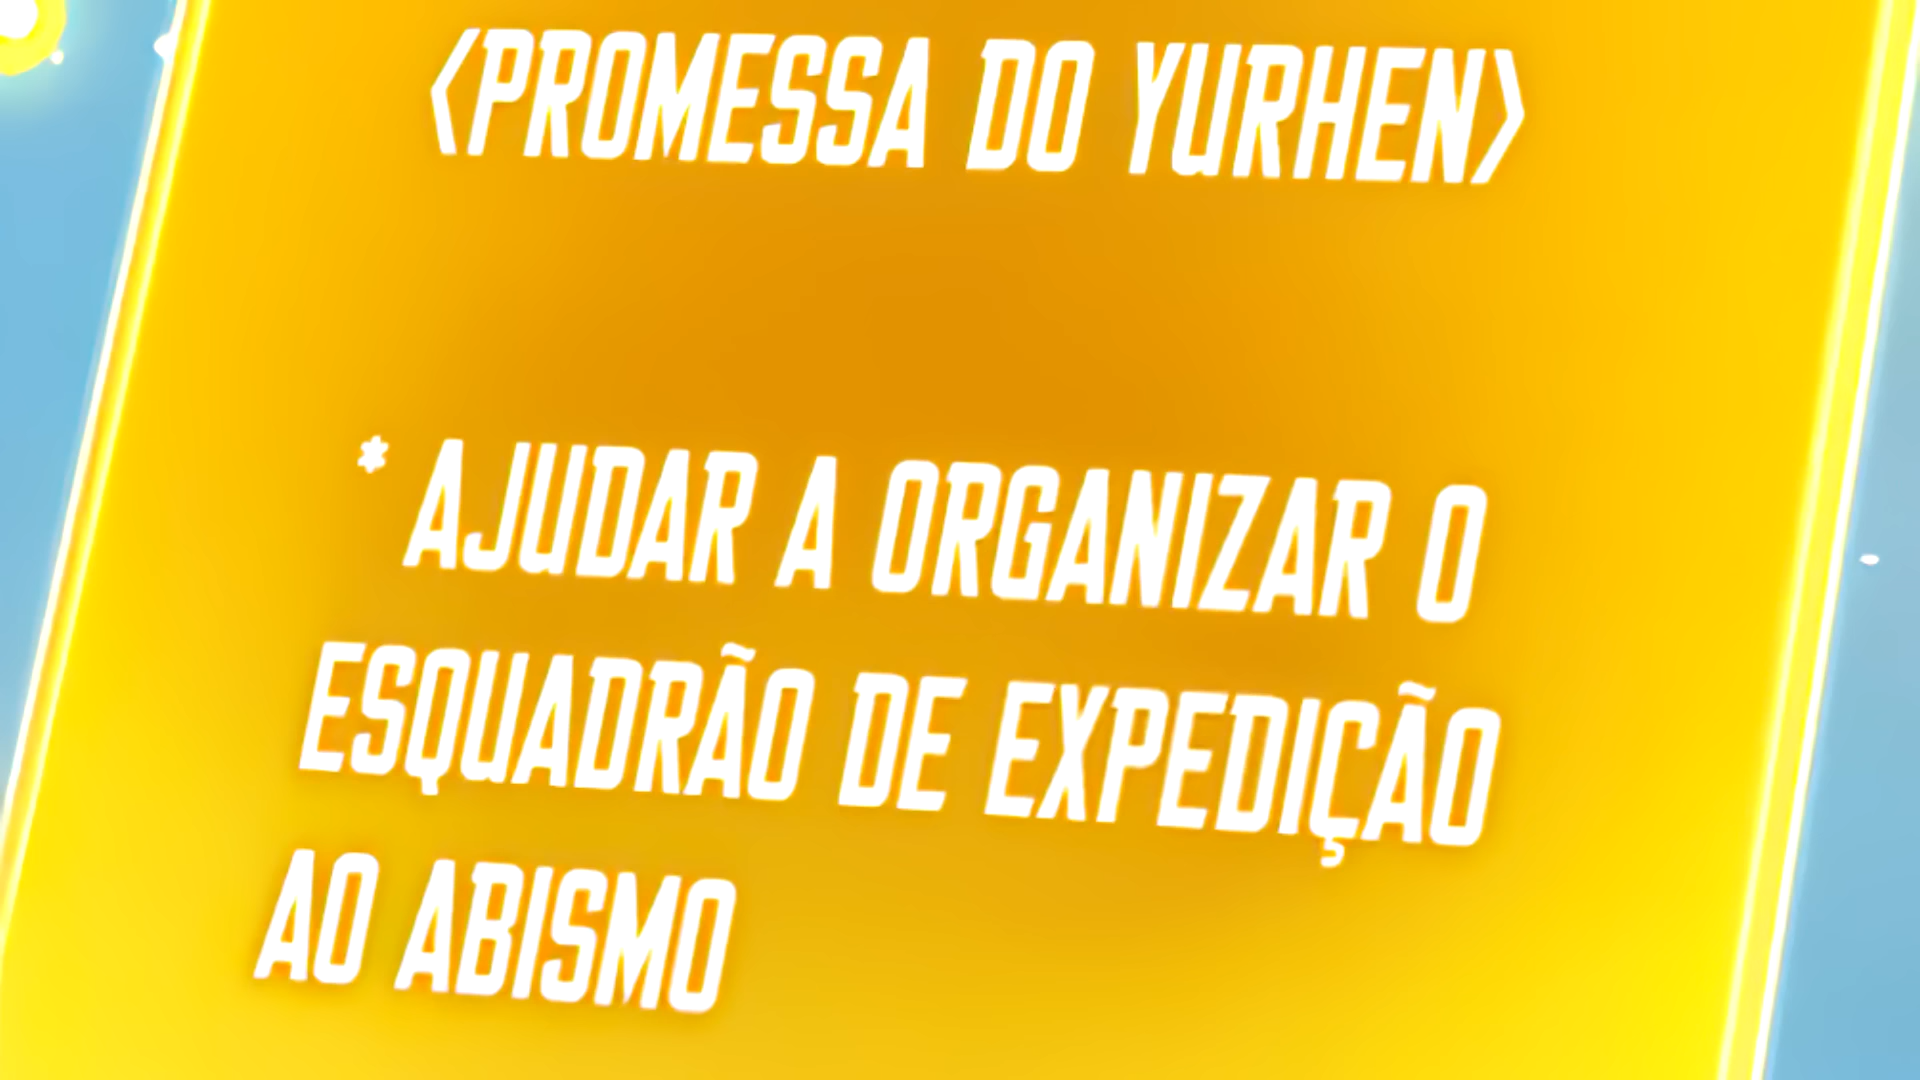 <PROMESSA DO YURHEN>
* AJUDAR A ORGANIZAR O
ESQUADRÃO DE EXPEDIÇÃO
AO ABISMO